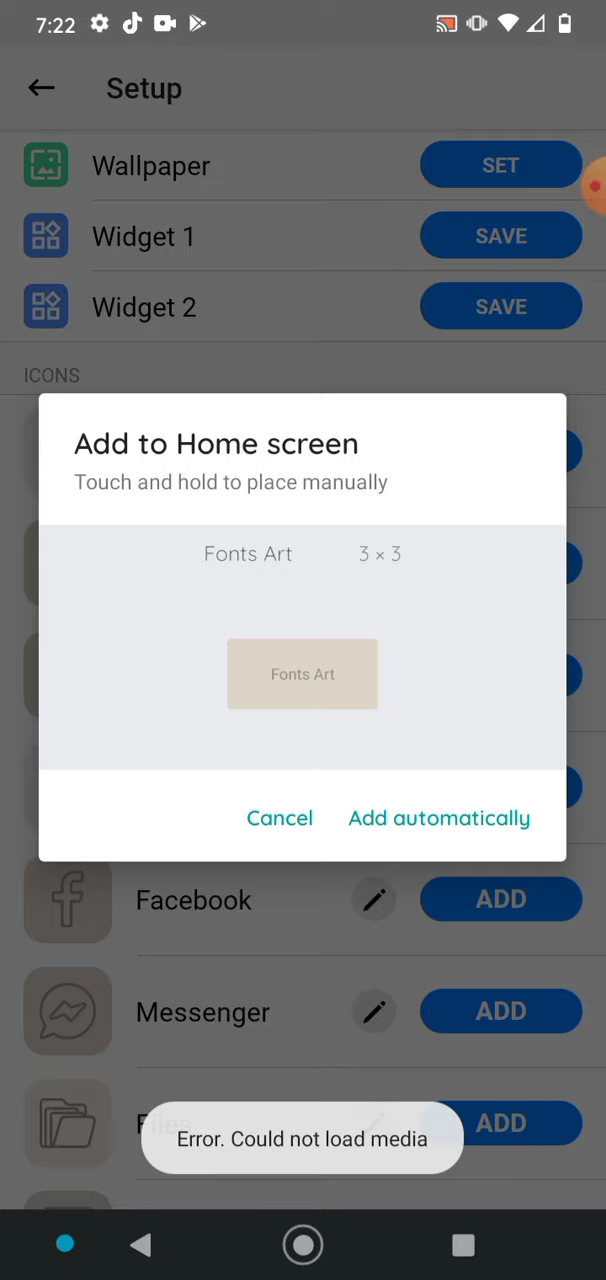 7:22
Setup
Wallpaper
SET
Widget 1
SAVE
Widget 2
SAVE
ICONS
Add to Home screen
Touch and hold to place manually
Fonts Art 3 × 3
Fonts Art
Cancel
Add automatically
Facebook
ADD
Messenger
ADD
Files
ADD
Error. Could not load media